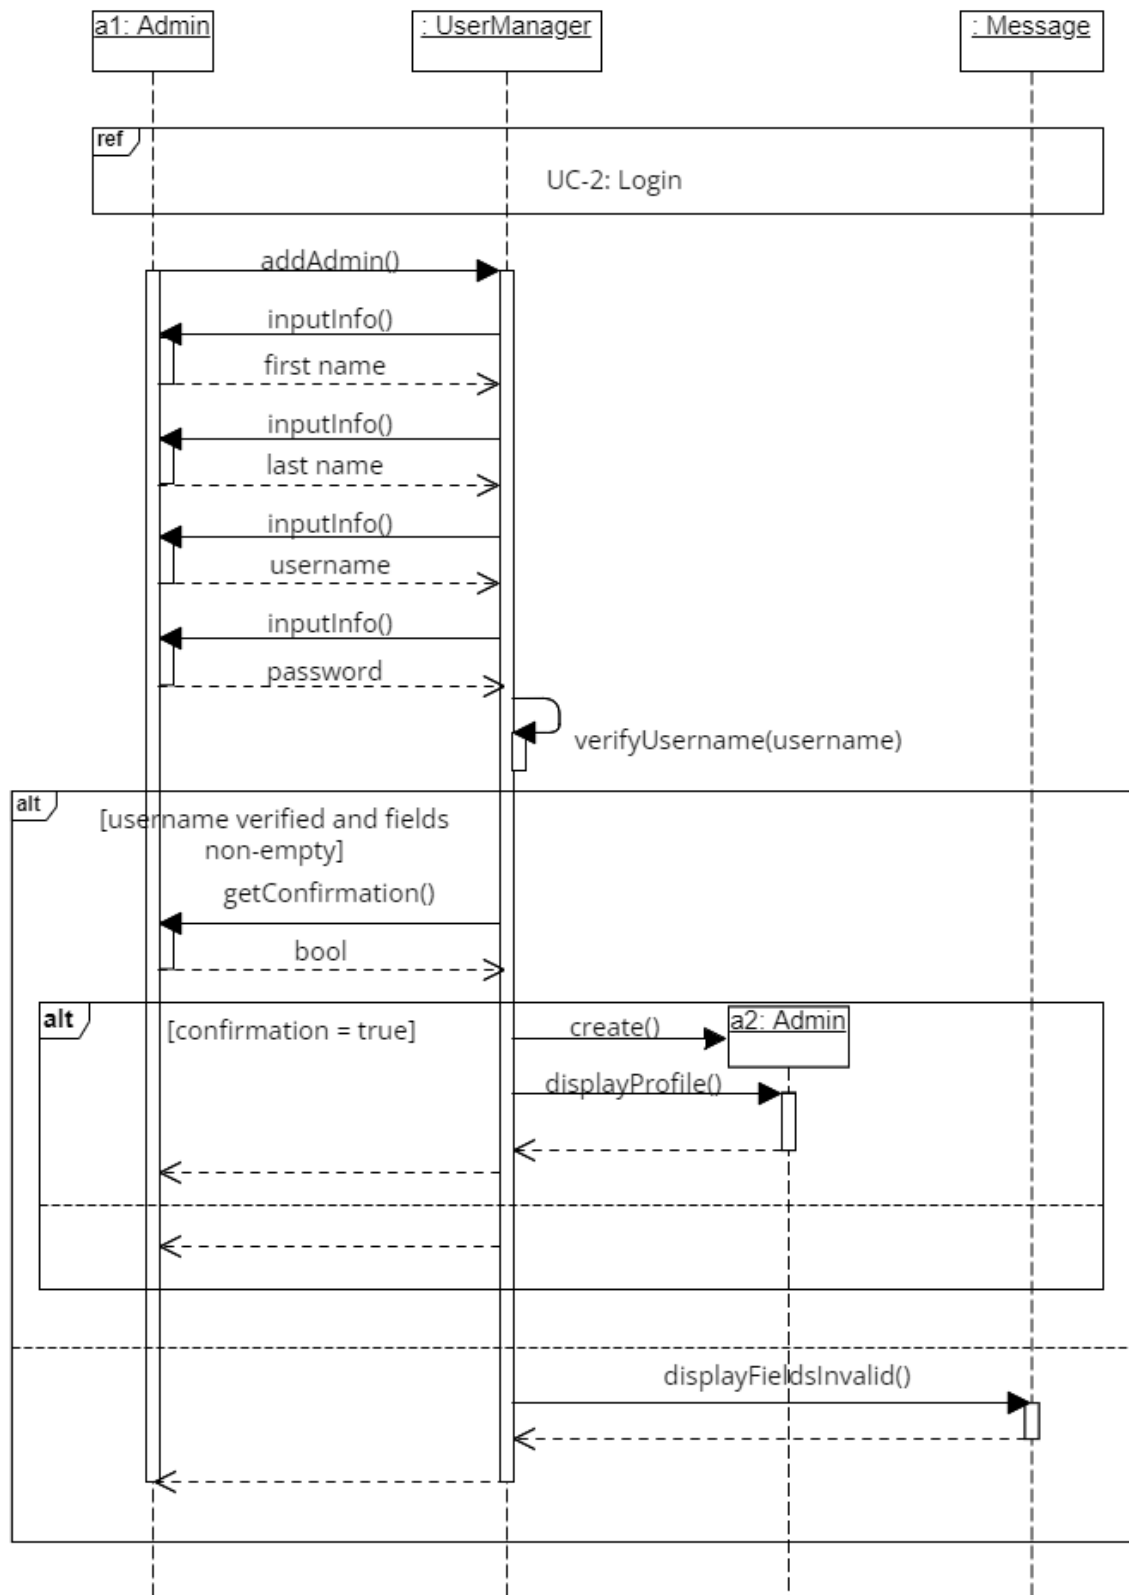 a1: Admin
: UserManager
: Message
ref
UC-2: Login
addAdmin()
inputInfo()
first name
inputInfo()
last name
inputInfo()
username
inputInfo()
password
verifyUsername(username)
alt
[username verified and fields
non-empty]
getConfirmation()
bool
alt
[confirmation = true]
create()
a2: Admin
displayProfile()
displayFieldsInvalid()